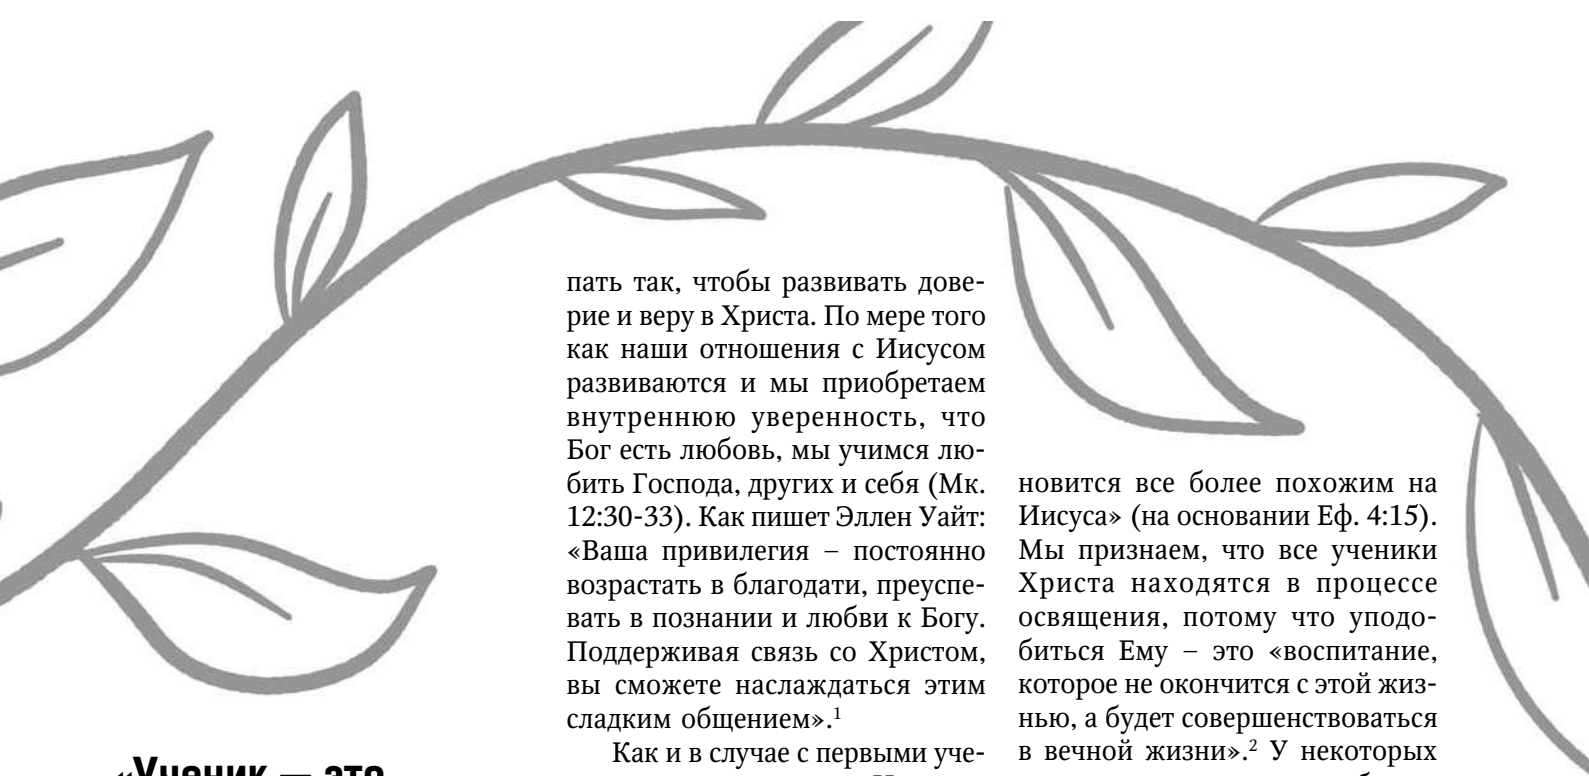 пать так, чтобы развивать дове-
рие и веру в Христа. По мере того
как наши отношения с Иисусом
развиваются и мы приобретаем
внутреннюю уверенность, что
Бог есть любовь, мы учимся лю-
бить Господа, других и себя (Мк.
12:30-33). Как пишет Эллен Уайт:
«Ваша привилегия – постоянно
возрастать в благодати, преуспе-
вать в познании и любви к Богу.
Поддерживая связь со Христом,
вы сможете наслаждаться этим
сладким общением».¹
Как и в случае с первыми уче-
новится все более похожим на
Иисуса» (на основании Еф. 4:15).
Мы признаем, что все ученики
Христа находятся в процессе
освящения, потому что уподо-
биться Ему – это «воспитание,
которое не окончится с этой жиз-
нью, а будет совершенствоваться
в вечной жизни».² У некоторых
«Ученик – это